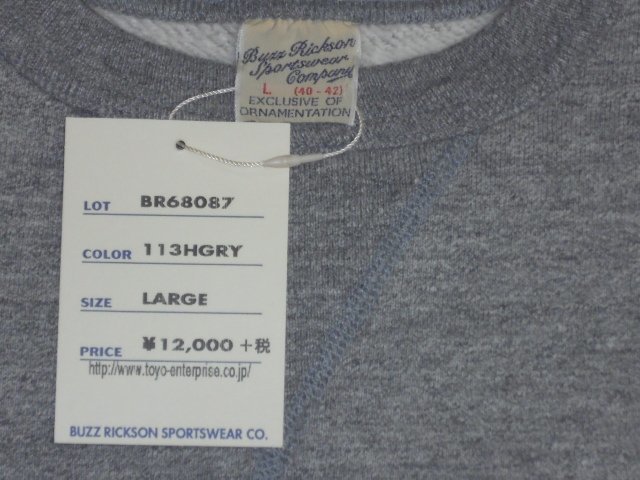 Buzz Rickson
Sportswear
Company
L (40 - 42)
EXCLUSIVE OF
ORNAMENTATION
LOT BR68087
COLOR 113HGRY
SIZE LARGE
PRICE ¥12,000 +税
http://www.toyo-enterprise.co.jp/
BUZZ RICKSON SPORTSWEAR CO.